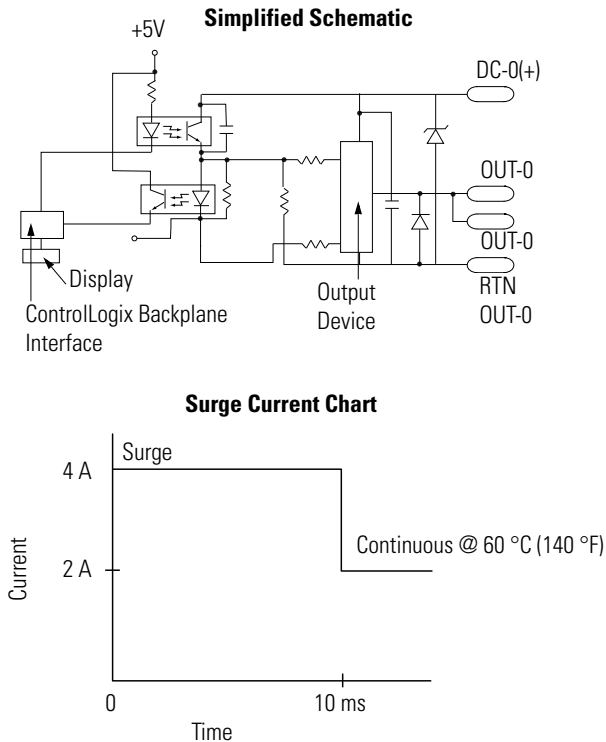 Simplified Schematic
+5V
DC-0(+)
OUT-0
OUT-0
RTN
OUT-0
Display
ControlLogix Backplane
Interface
Output
Device
Surge Current Chart
Surge
4 A
Continuous @ 60 °C (140 °F)
2 A
Current
0
10 ms
Time